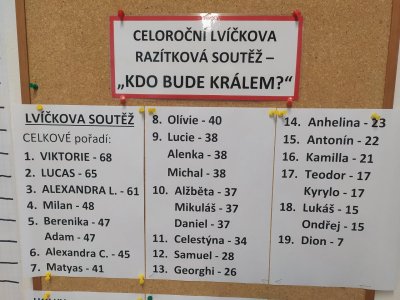 CELOROČNÍ LVÍČKOVA
RAZÍTKOVÁ SOUTĚŽ –
„KDO BUDE KRÁLEM?“
LVÍČKOVA SOUTĚŽ
CELKOVÉ pořadí:
1. VIKTORIE - 68
2. LUCAS - 65
3. ALEXANDRA L. - 61
4. Milan - 48
5. Berenika - 47
Adam - 47
6. Alexandra C. - 45
7. Matyas - 41
8. Olívie - 40
9. Lucie - 38
Alenka - 38
Michal - 38
10. Alžběta - 37
Mikuláš - 37
Daniel - 37
11. Celestýna - 34
12. Samuel - 28
13. Georghi - 26
14. Anhelina - 23
15. Antonín - 22
16. Kamilla - 21
17. Teodor - 17
Kyrylo - 17
18. Lukáš - 15
Ondřej - 15
19. Dion - 7